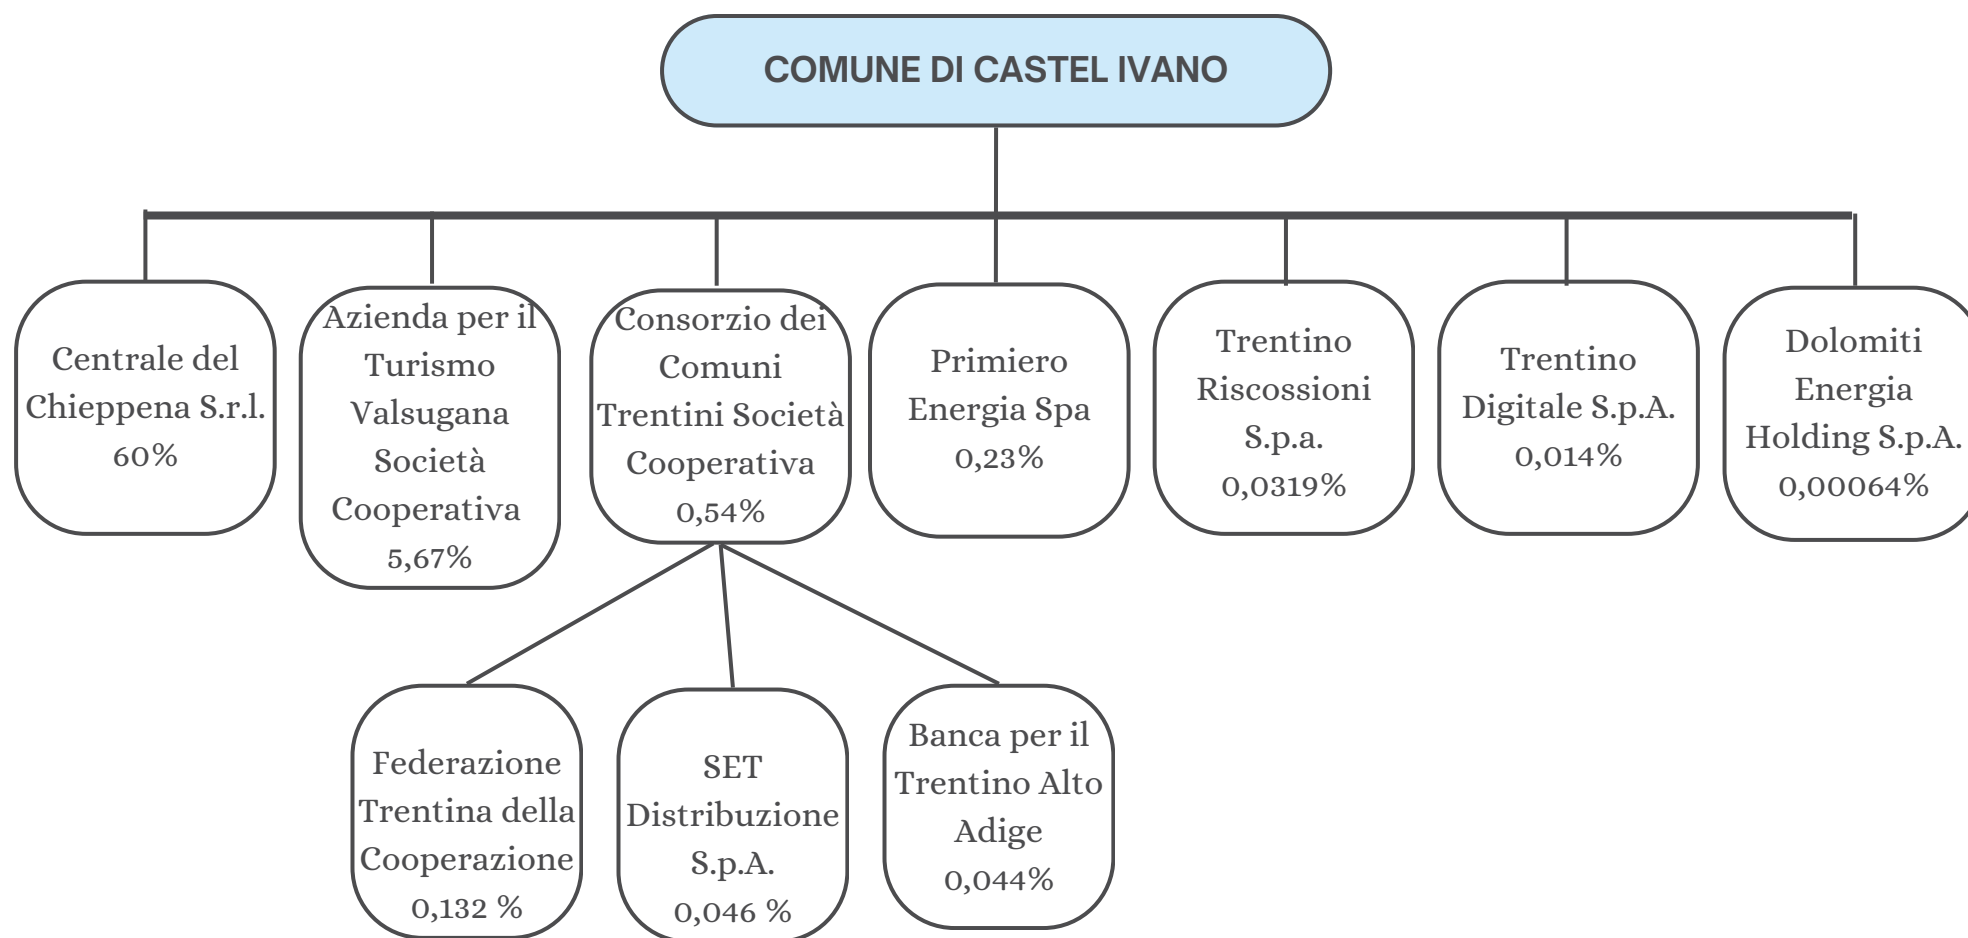 COMUNE DI CASTEL IVANO
Centrale del
Chieppena S.r.l.
60%
Azienda per il
Turismo
Valsugana
Società
Cooperativa
5,67%
Consorzio dei
Comuni
Trentini Società
Cooperativa
0,54%
Primiero
Energia Spa
0,23%
Trentino
Riscossioni
S.p.a.
0,0319%
Trentino
Digitale S.p.A.
0,014%
Dolomiti
Energia
Holding S.p.A.
0,00064%
Federazione
Trentina della
Cooperazione
0,132 %
SET
Distribuzione
S.p.A.
0,046 %
Banca per il
Trentino Alto
Adige
0,044%